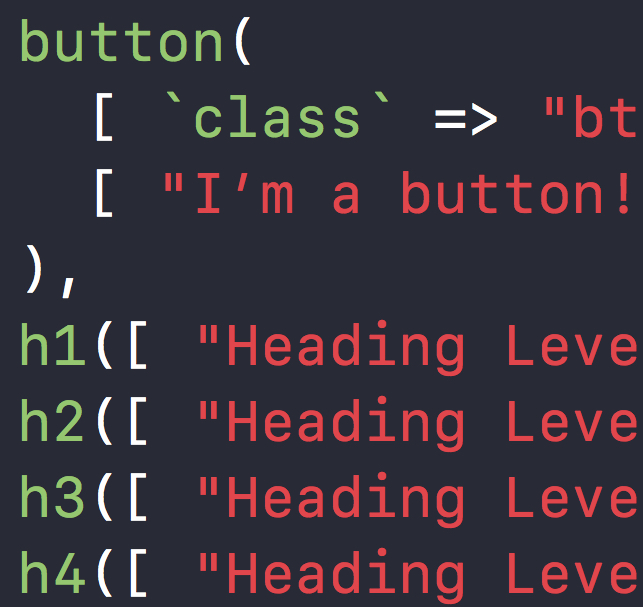 button(
  [ `class` => "bt
  [ "I’m a button!
),
h1([ "Heading Leve
h2([ "Heading Leve
h3([ "Heading Leve
h4([ "Heading Leve